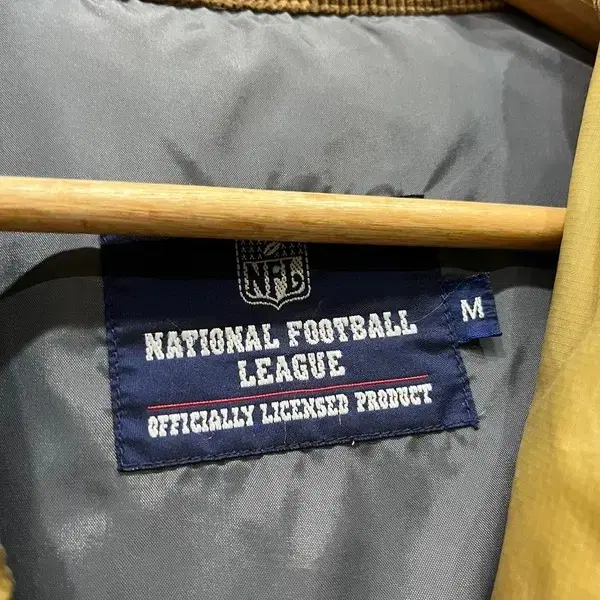 NFL
NATIONAL FOOTBALL
LEAGUE
OFFICIALLY LICENSED PRODUCT
M